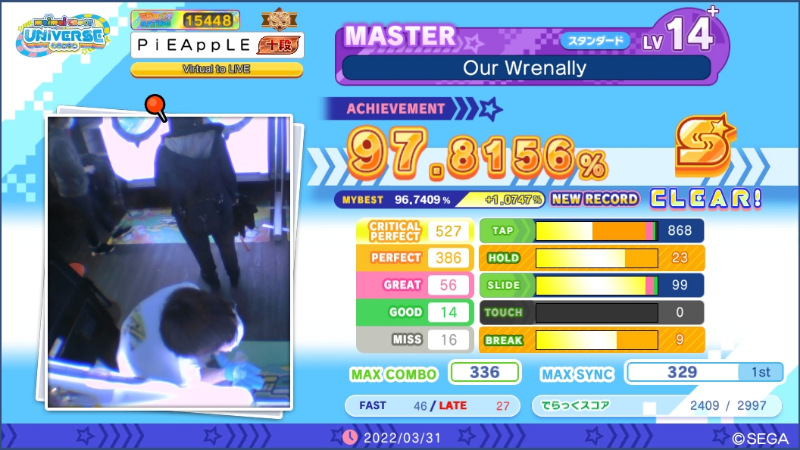 maimai でらっくす
UNiVERSE
15448
PiEAppLE 十段
Virtual to LIVE
MASTER スタンダード LV 14+
Our Wrenally
ACHIEVEMENT
97.8156% S
MYBEST 96.7409% +1.0747% NEW RECORD CLEAR!
CRITICAL PERFECT 527 TAP 868
PERFECT 386 HOLD 23
GREAT 56 SLIDE 99
GOOD 14 TOUCH 0
MISS 16 BREAK 9
MAX COMBO 336 MAX SYNC 329 1st
FAST 46 / LATE 27 でらっくスコア 2409 / 2997
2022/03/31 ©SEGA